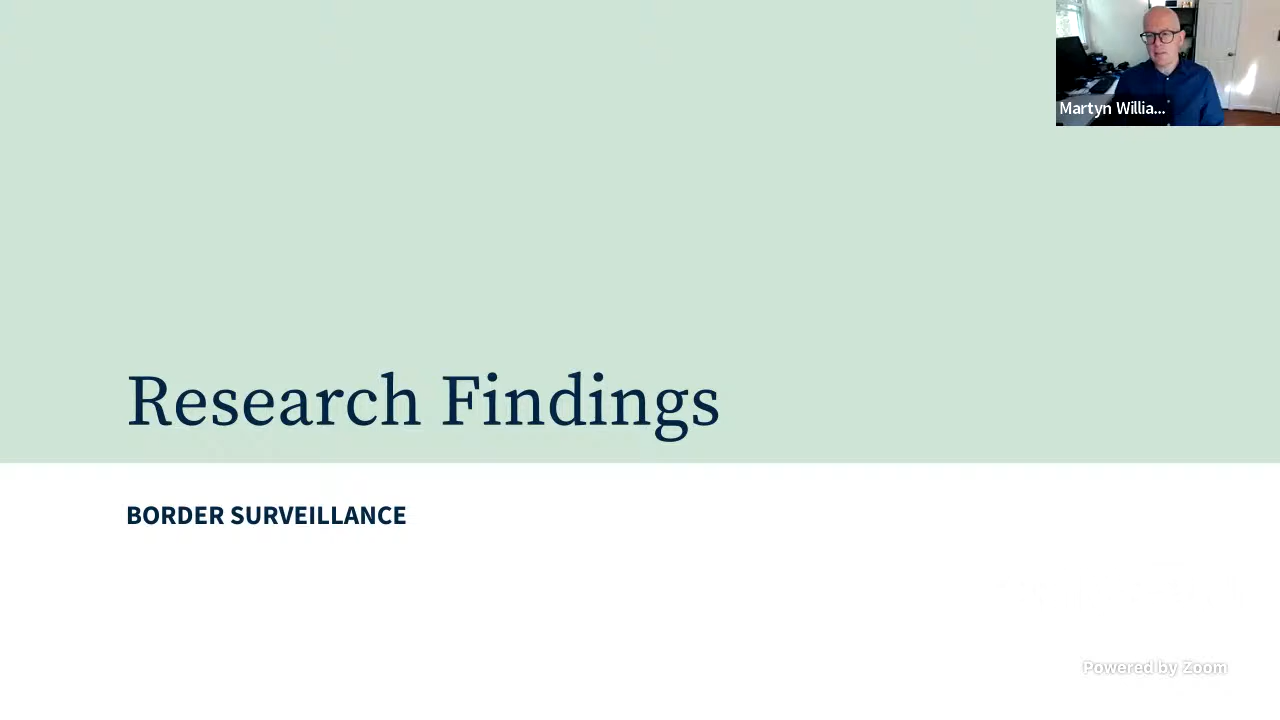 Martyn Willia...
Research Findings
BORDER SURVEILLANCE
Powered by Zoom